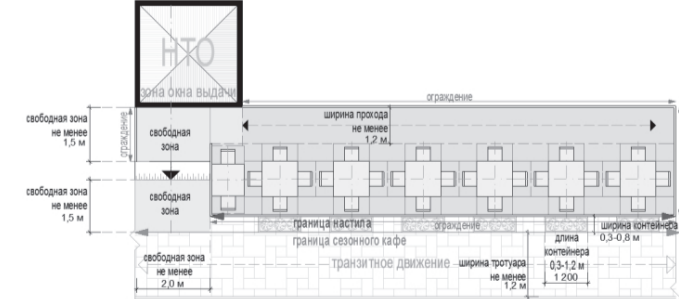 НТО
зона окна выдачи
ограждение
свободная зона
не менее
1,5 м
ограждение
свободная
зона
ширина прохода
не менее
1,2 м
свободная зона
не менее
1,5 м
свободная
зона
граница настила
ограждение
ширина контейнера
0,3-0,8 м
граница сезонного кафе
длина
контейнера
0,3-1,2 м
1 200
свободная зона
не менее
2,0 м
транзитное движение
ширина тротуара
не менее
1,2 м